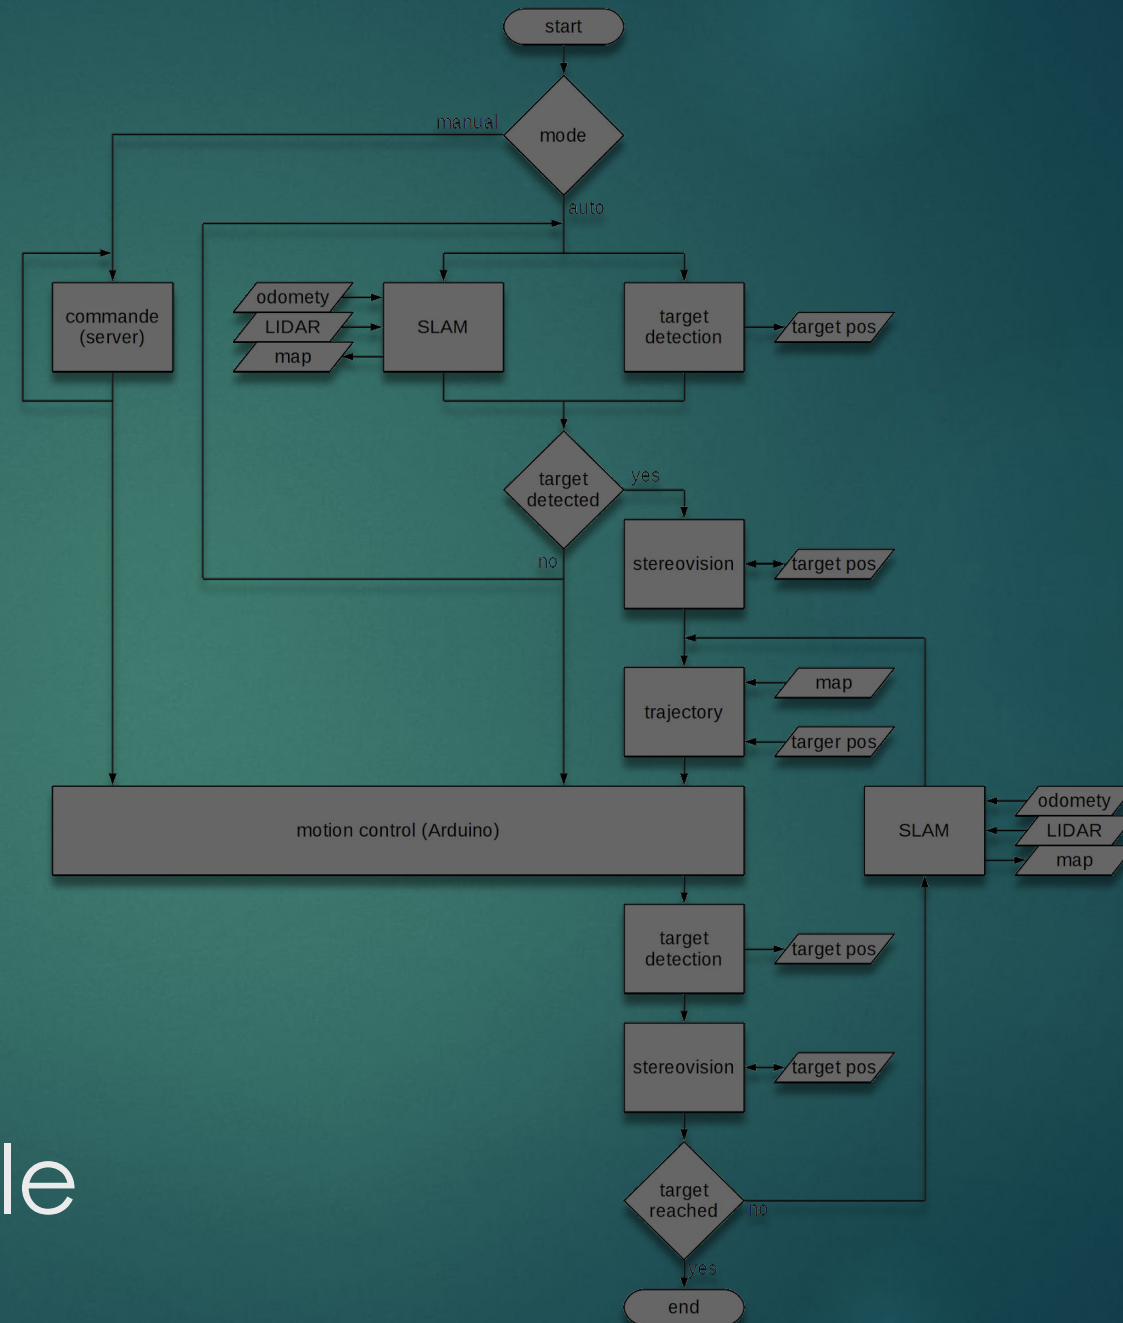 start
manual
mode
auto
commande
(server)
odomety
LIDAR
map
SLAM
target
detection
target pos
target
detected
yes
no
stereovision
target pos
map
trajectory
targer pos
motion control (Arduino)
SLAM
odomety
LIDAR
map
target
detection
target pos
stereovision
target pos
le
target
reached
no
yes
end